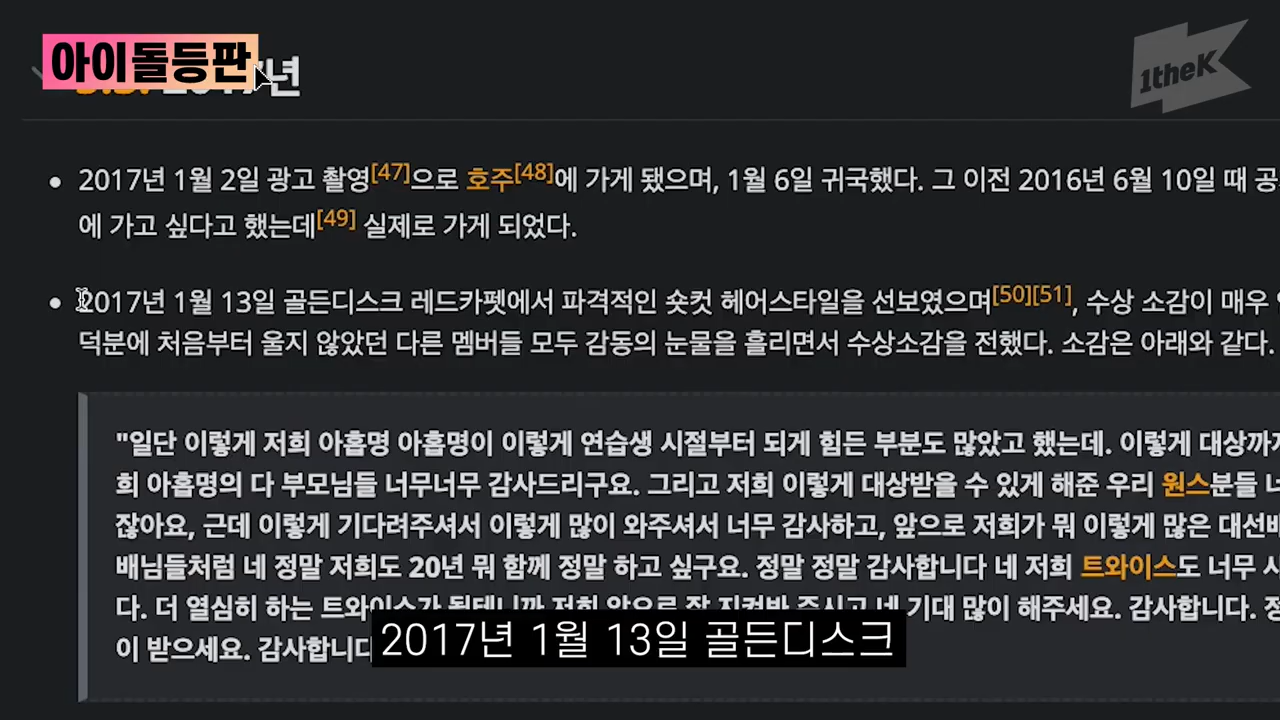 아이돌등판
2017년
1theK
2017년 1월 2일 광고 촬영[47]으로 호주[48]에 가게 됐으며, 1월 6일 귀국했다. 그 이전 2016년 6월 10일 때 공
에 가고 싶다고 했는데[49] 실제로 가게 되었다.
2017년 1월 13일 골든디스크 레드카펫에서 파격적인 숏컷 헤어스타일을 선보였으며[50][51], 수상 소감이 매우
덕분에 처음부터 울지 않았던 다른 멤버들 모두 감동의 눈물을 흘리면서 수상소감을 전했다. 소감은 아래와 같다.
"일단 이렇게 저희 아홉명 아홉명이 이렇게 연습생 시절부터 되게 힘든 부분도 많았고 했는데. 이렇게 대상까지
희 아홉명의 다 부모님들 너무너무 감사드리구요. 그리고 저희 이렇게 대상받을 수 있게 해준 우리 원스분들 너
잖아요, 근데 이렇게 기다려주셔서 이렇게 많이 와주셔서 너무 감사하고, 앞으로 저희가 뭐 이렇게 많은 대선배
배님들처럼 네 정말 저희도 20년 뭐 함께 정말 하고 싶구요. 정말 정말 감사합니다 네 저희 트와이스도 너무 사
다. 더 열심히 하는 트와이스가 될테니까 저희 앞으로 잘 지켜봐 주시고 네 기대 많이 해주세요. 감사합니다. 정
이 받으세요. 감사합니다
2017년 1월 13일 골든디스크